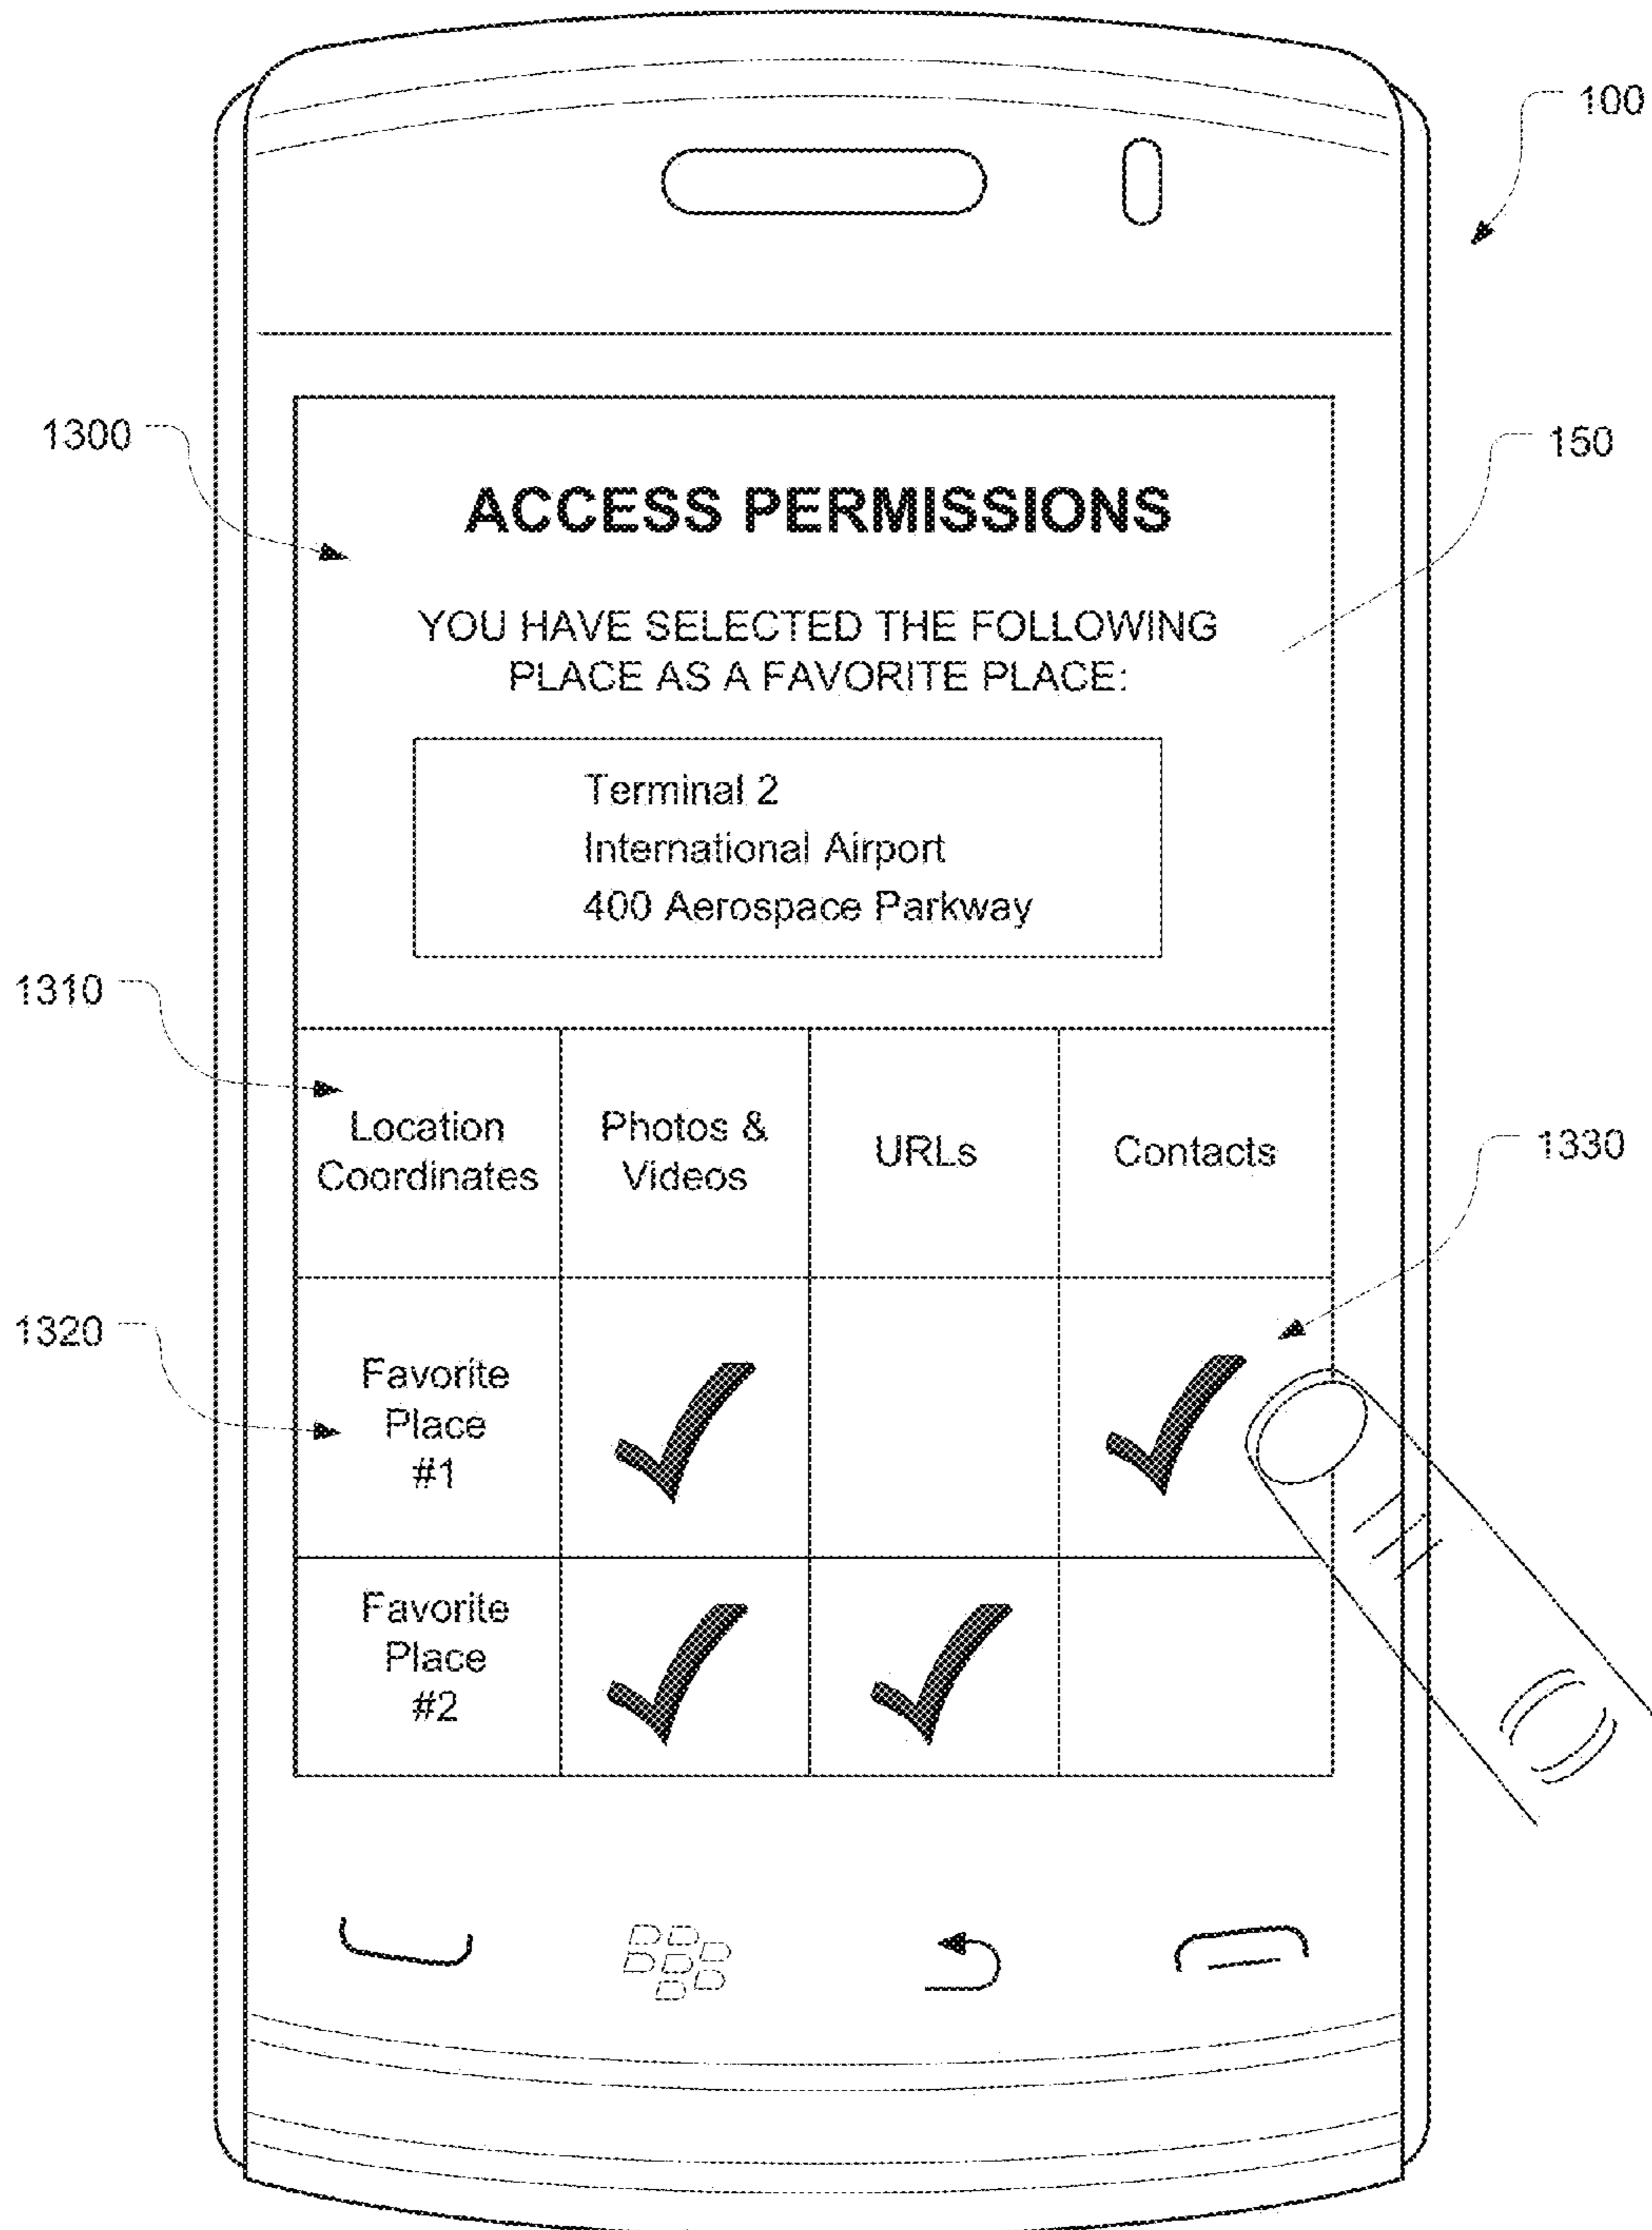 100
1300
150
ACCESS PERMISSIONS
YOU HAVE SELECTED THE FOLLOWING
PLACE AS A FAVORITE PLACE:
Terminal 2
International Airport
400 Aerospace Parkway
1310
Location
Coordinates
Photos &
Videos
URLs
Contacts
1330
1320
Favorite
Place
#1
Favorite
Place
#2